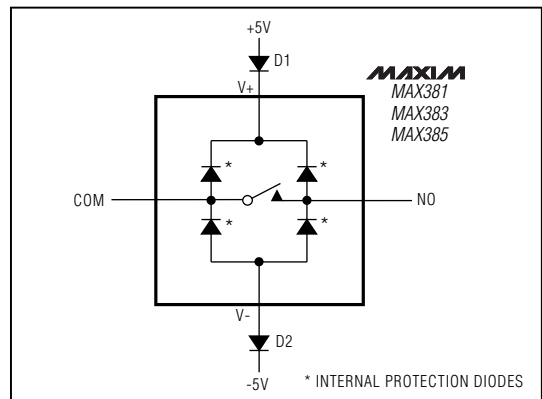 +5V
D1
V+
MAXIM
MAX381
MAX383
MAX385
* *
COM
NO
* *
V-
D2
-5V
* INTERNAL PROTECTION DIODES